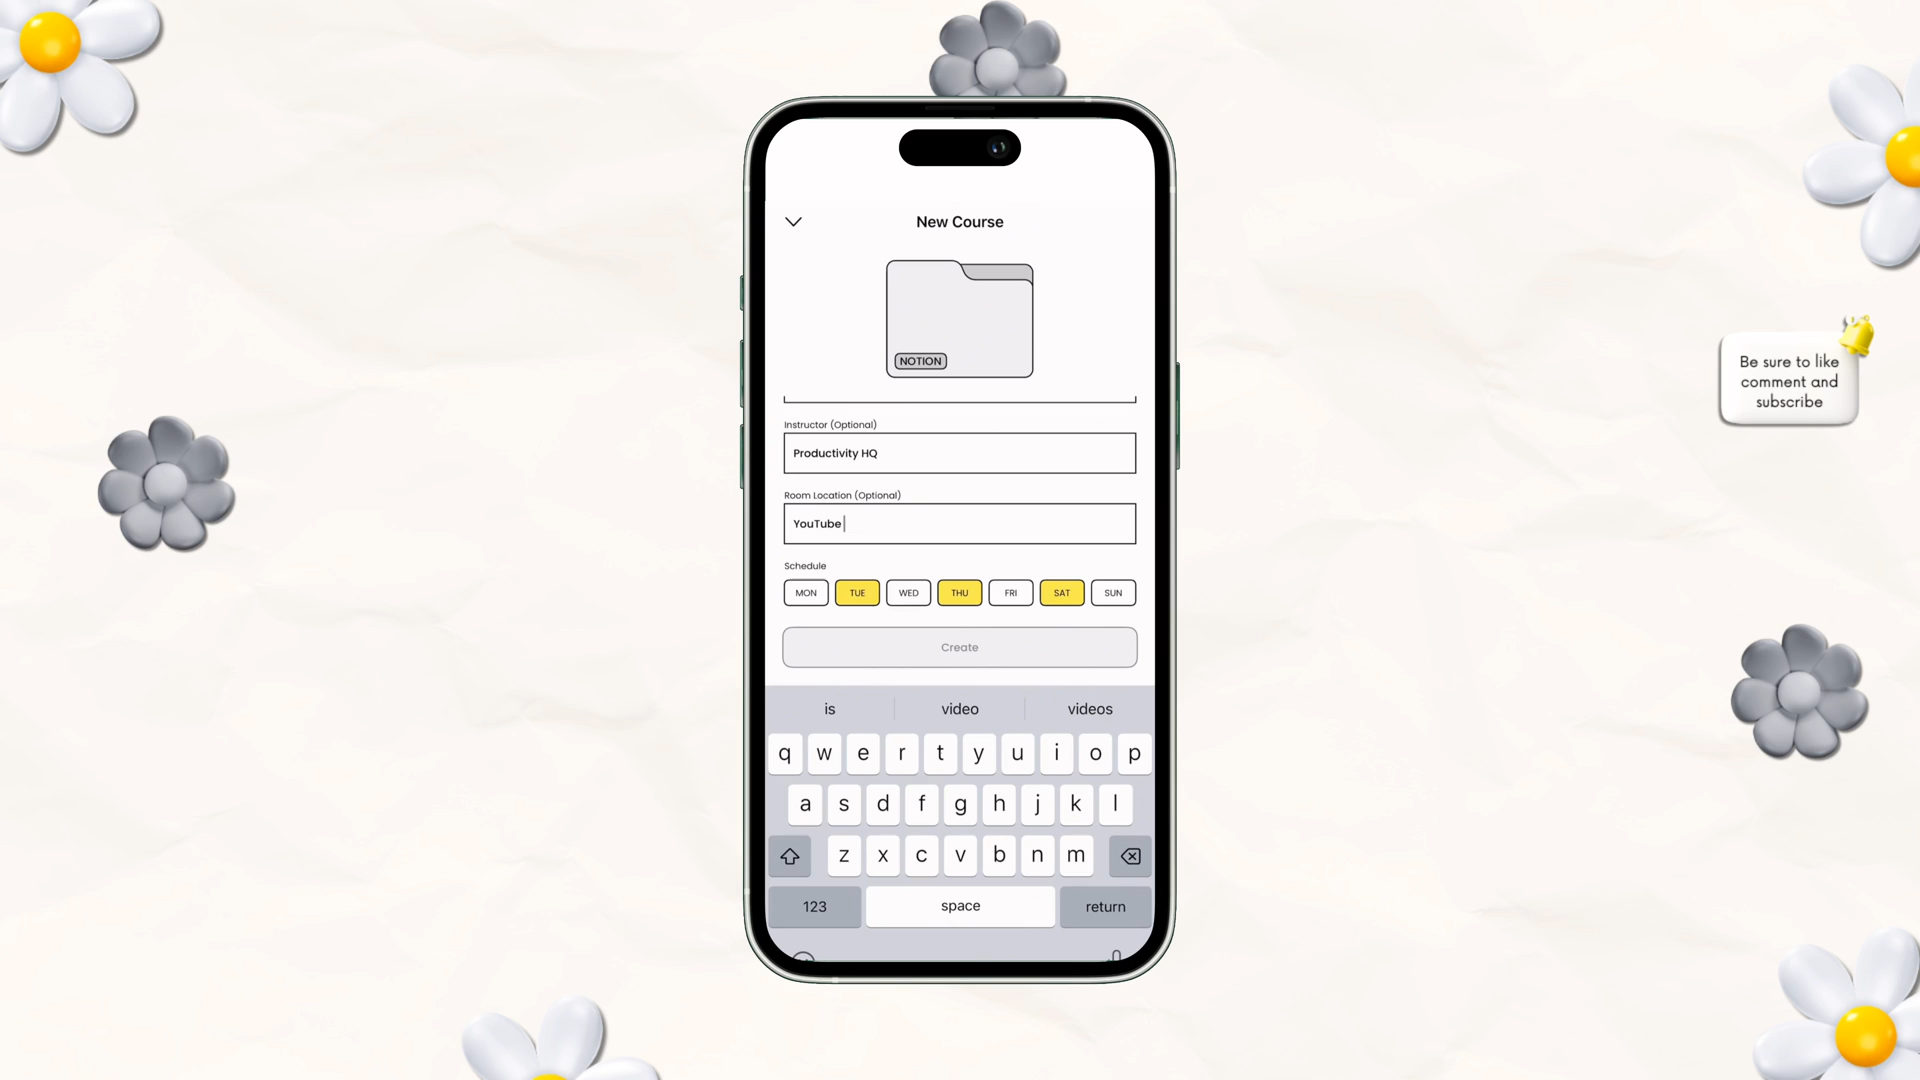 New Course
NOTION
Instructor (Optional)
Productivity HQ
Room Location (Optional)
YouTube
Schedule
MON TUE WED THU FRI SAT SUN
Create
is video videos
q w e r t y u i o p
a s d f g h j k l
z x c v b n m
123 space return
Be sure to like
comment and
subscribe